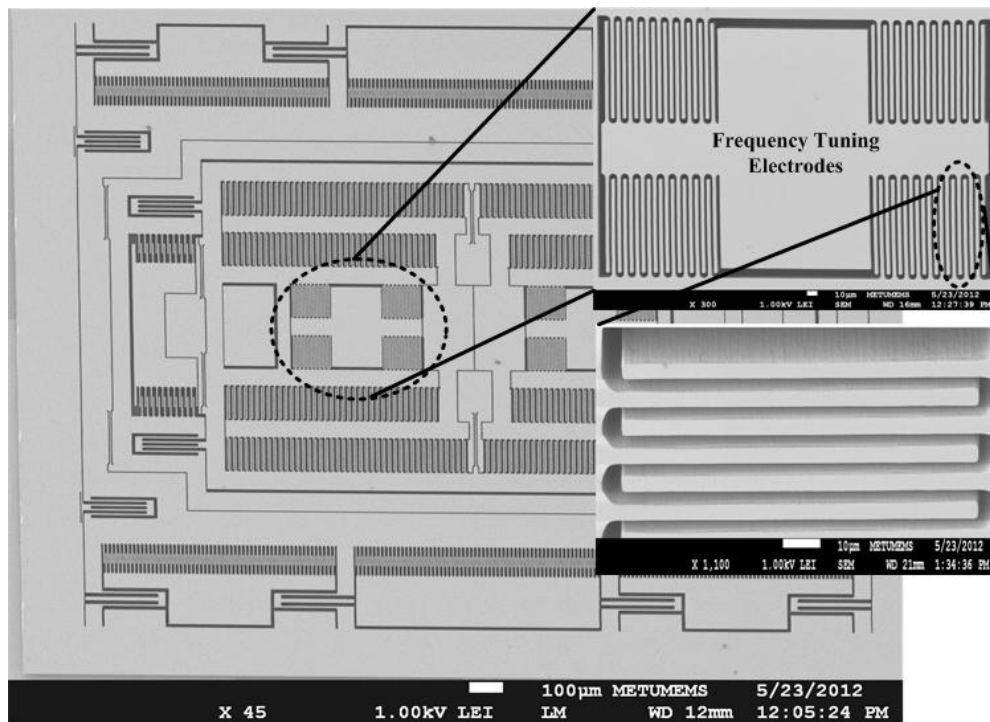 Frequency Tuning
Electrodes
10µm METUMEMS 5/23/2012
X 300 1.00kV LEI SEM WD 16mm 12:27:39 PM
10µm METUMEMS 5/23/2012
X 1,100 1.00kV LEI SEM WD 21mm 1:34:36 PM
100µm METUMEMS 5/23/2012
X 45 1.00kV LEI LM WD 12mm 12:05:24 PM